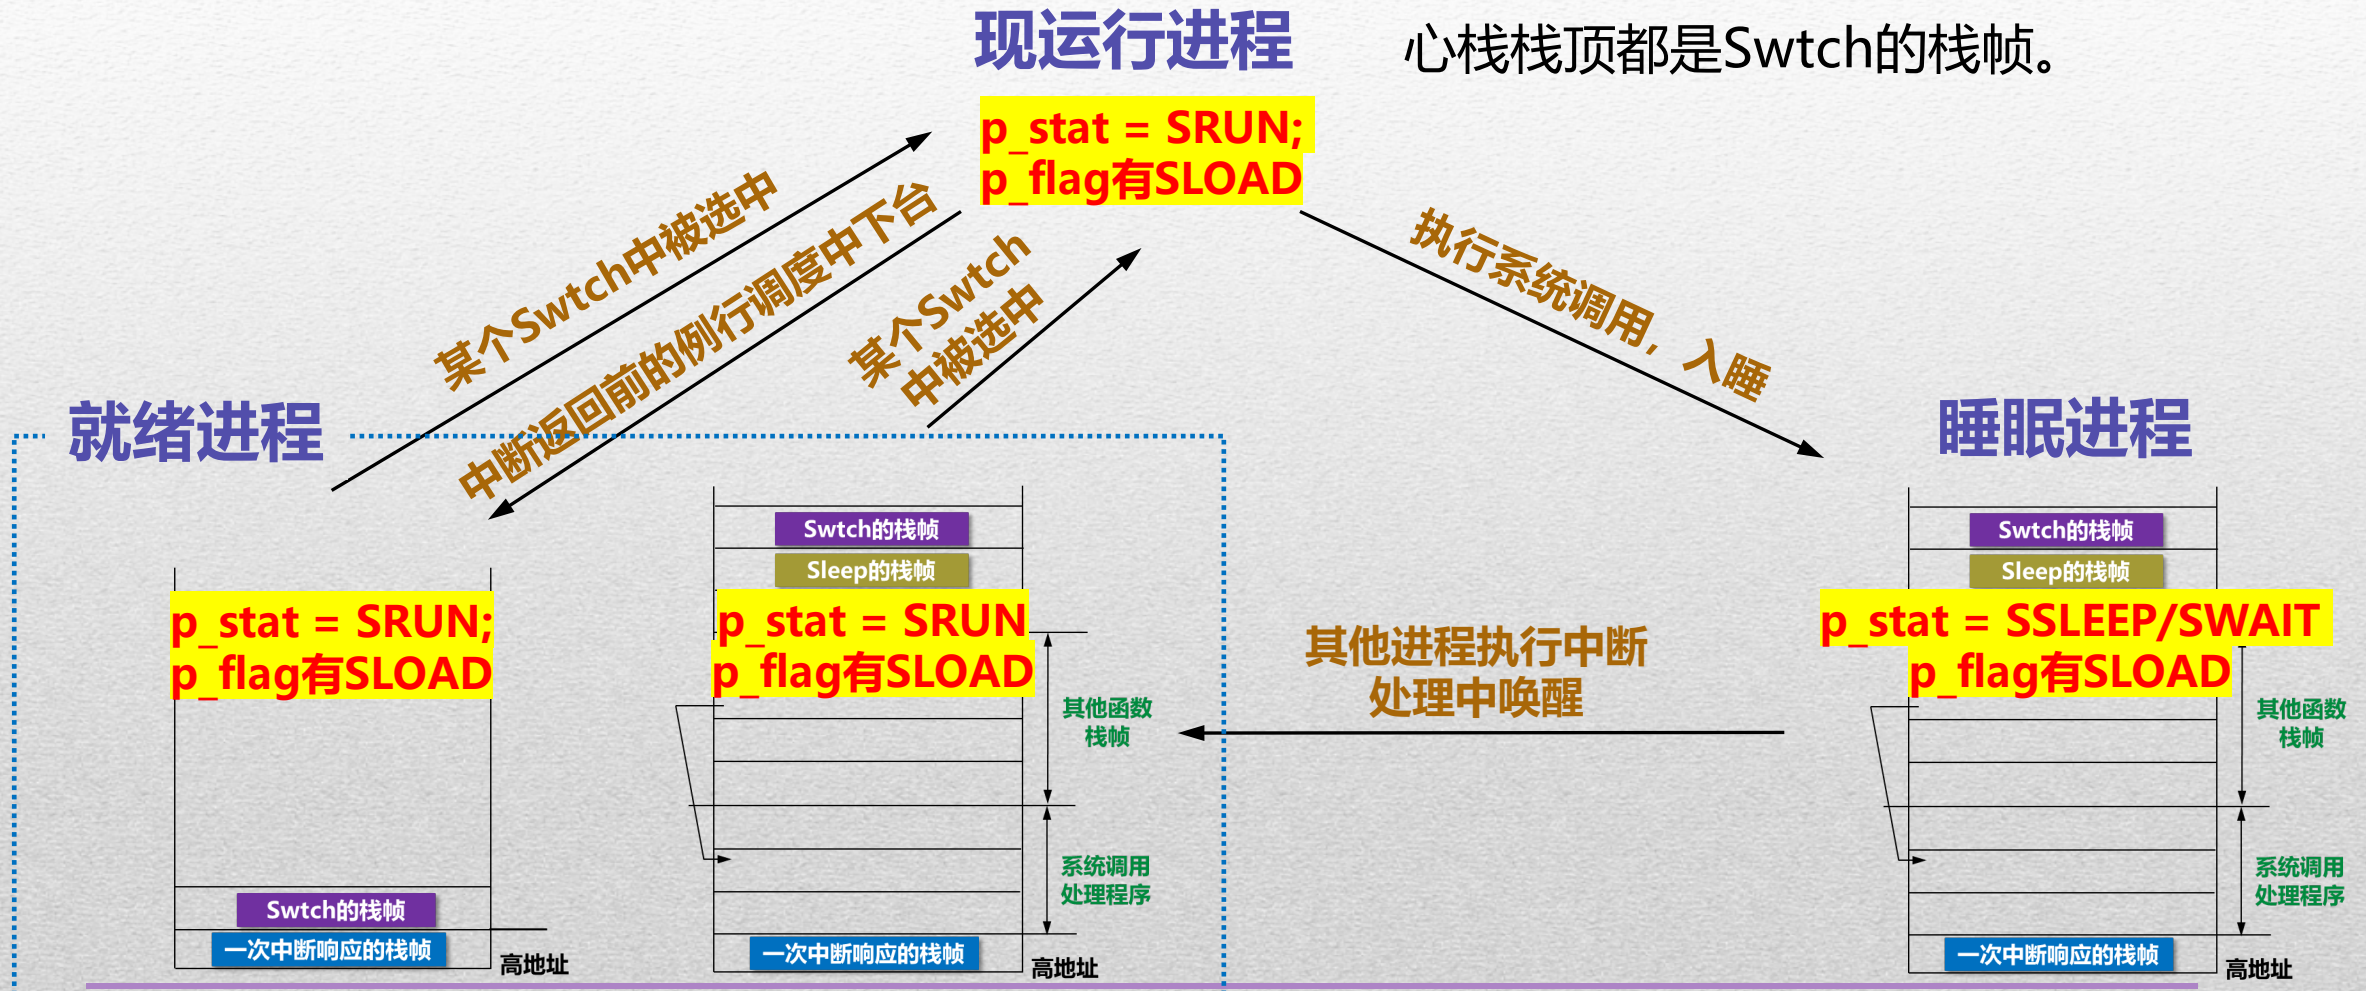 现运行进程
心栈栈顶都是Swtch的栈帧。
p_stat = SRUN;
p_flag有SLOAD
某个Swtch中被选中
中断返回前的例行调度中下台
某个Swtch
中被选中
执行系统调用，入睡
就绪进程
睡眠进程
p_stat = SRUN;
p_flag有SLOAD
Swtch的栈帧
一次中断响应的栈帧
高地址
Swtch的栈帧
Sleep的栈帧
p_stat = SRUN
p_flag有SLOAD
其他函数
栈帧
系统调用
处理程序
一次中断响应的栈帧
高地址
其他进程执行中断
处理中唤醒
Swtch的栈帧
Sleep的栈帧
p_stat = SSLEEP/SWAIT
p_flag有SLOAD
其他函数
栈帧
系统调用
处理程序
一次中断响应的栈帧
高地址